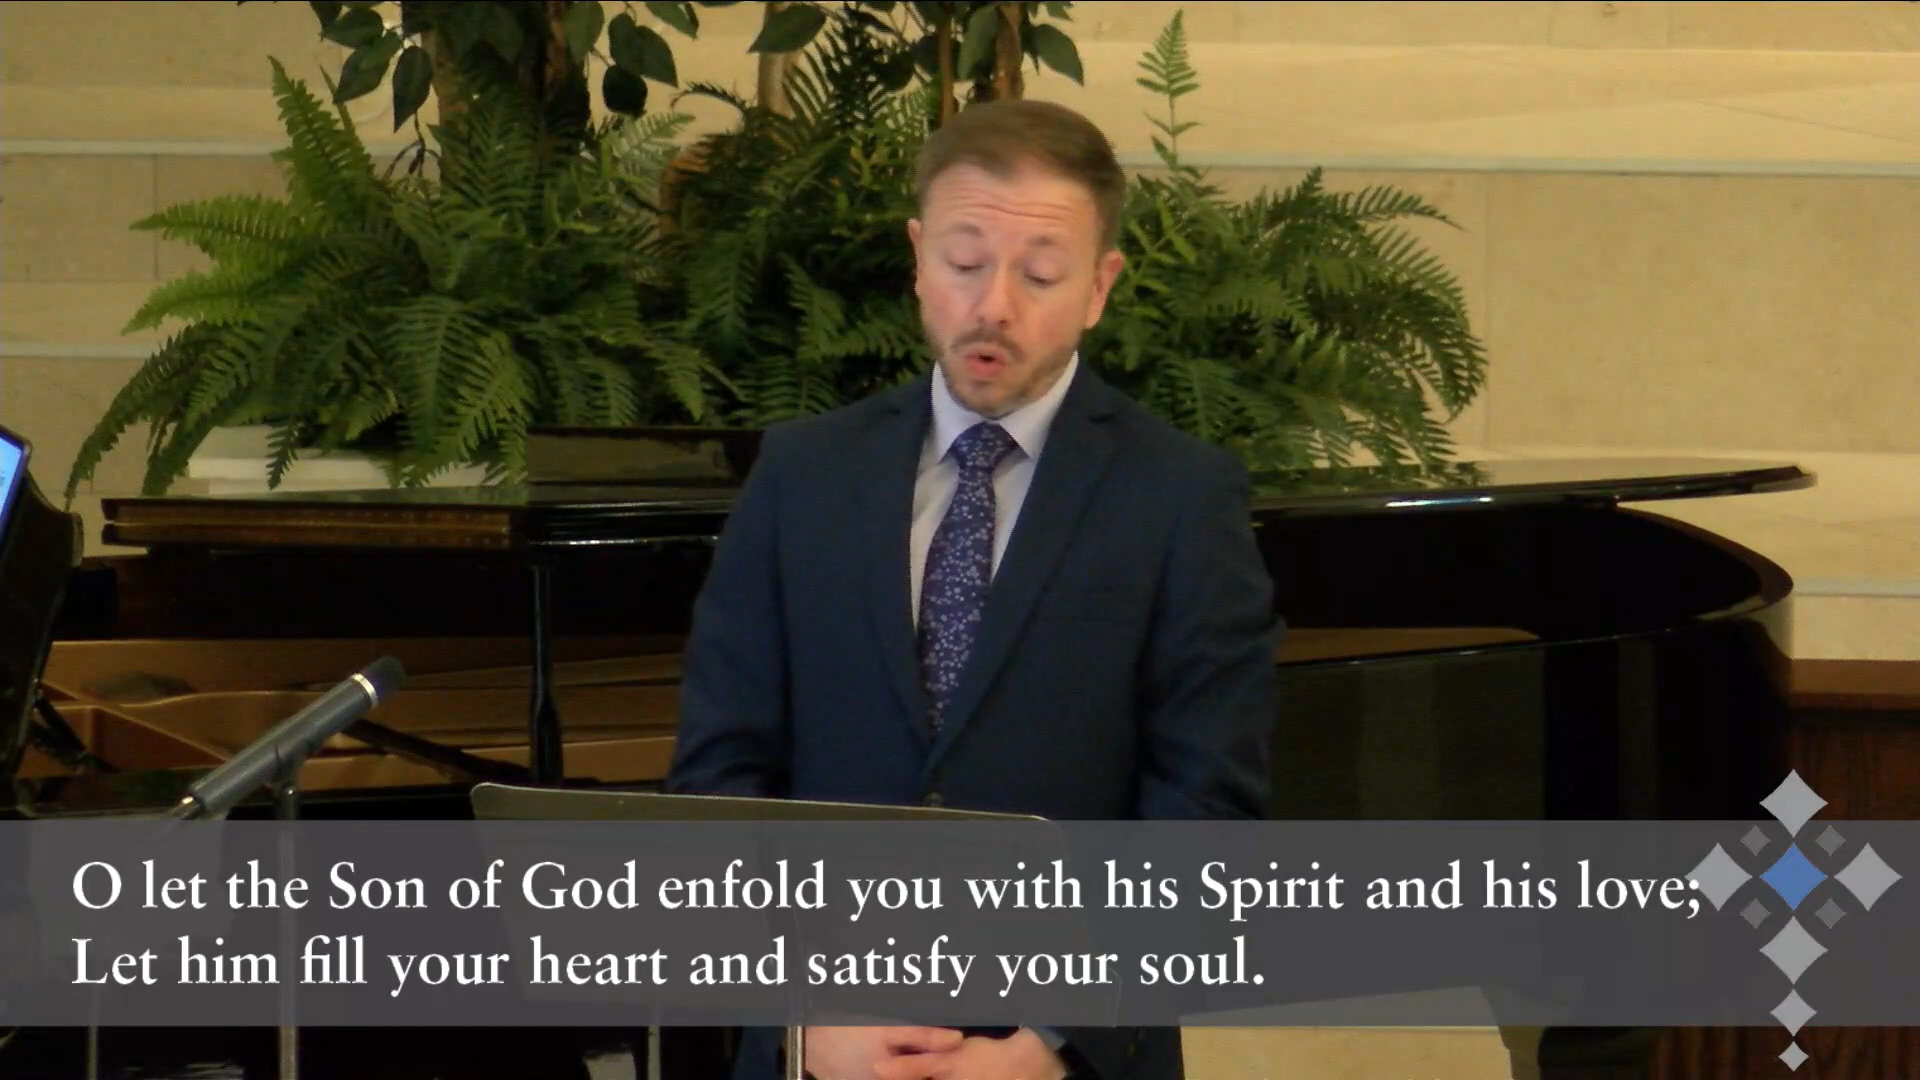 O let the Son of God enfold you with his Spirit and his love;
Let him fill your heart and satisfy your soul.